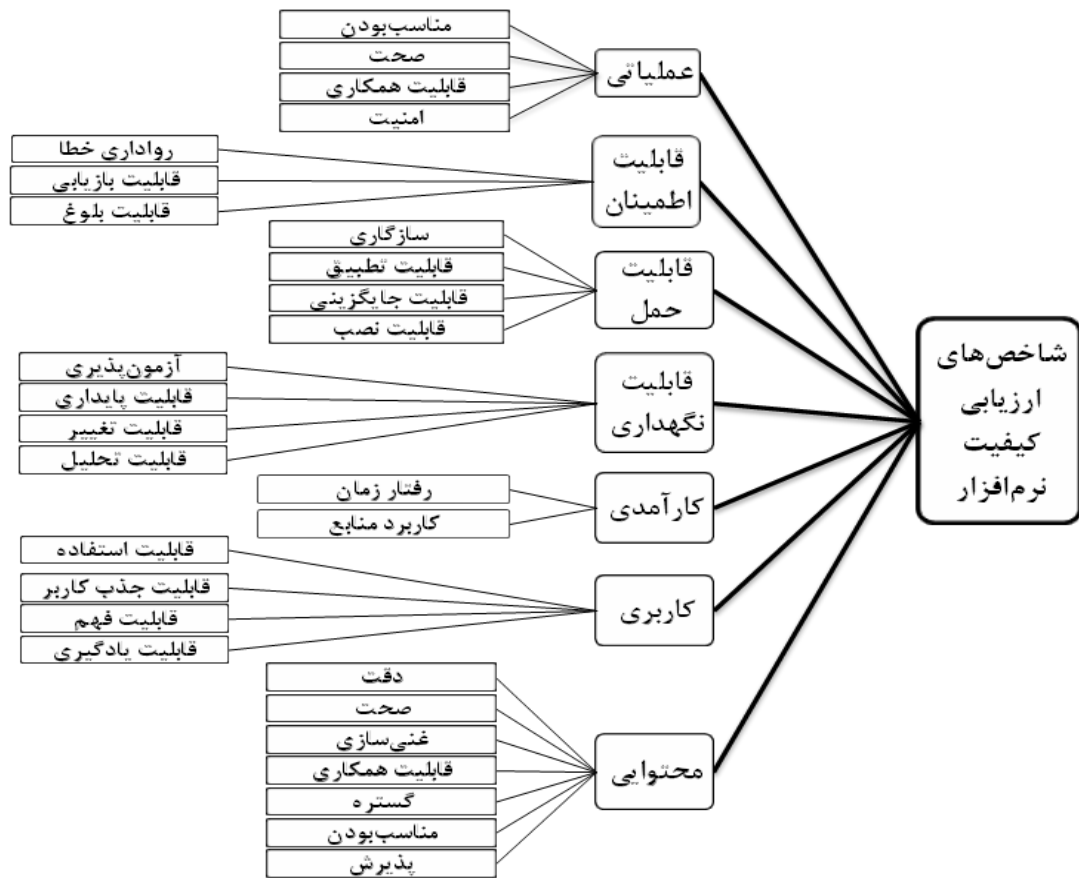 شاخص‌های
ارزیابی
کیفیت
نرم‌افزار
عملیاتی
مناسب‌بودن
صحت
قابلیت همکاری
امنیت
قابلیت
اطمینان
رواداری خطا
قابلیت بازیابی
قابلیت بلوغ
قابلیت
حمل
سازگاری
قابلیت تطبیق
قابلیت جایگزینی
قابلیت نصب
قابلیت
نگهداری
آزمون‌پذیری
قابلیت پایداری
قابلیت تغییر
قابلیت تحلیل
کارآمدی
رفتار زمان
کاربرد منابع
کاربری
قابلیت استفاده
قابلیت جذب کاربر
قابلیت فهم
قابلیت یادگیری
محتوایی
دقت
صحت
غنی‌سازی
قابلیت همکاری
گستره
مناسب‌بودن
پذیرش